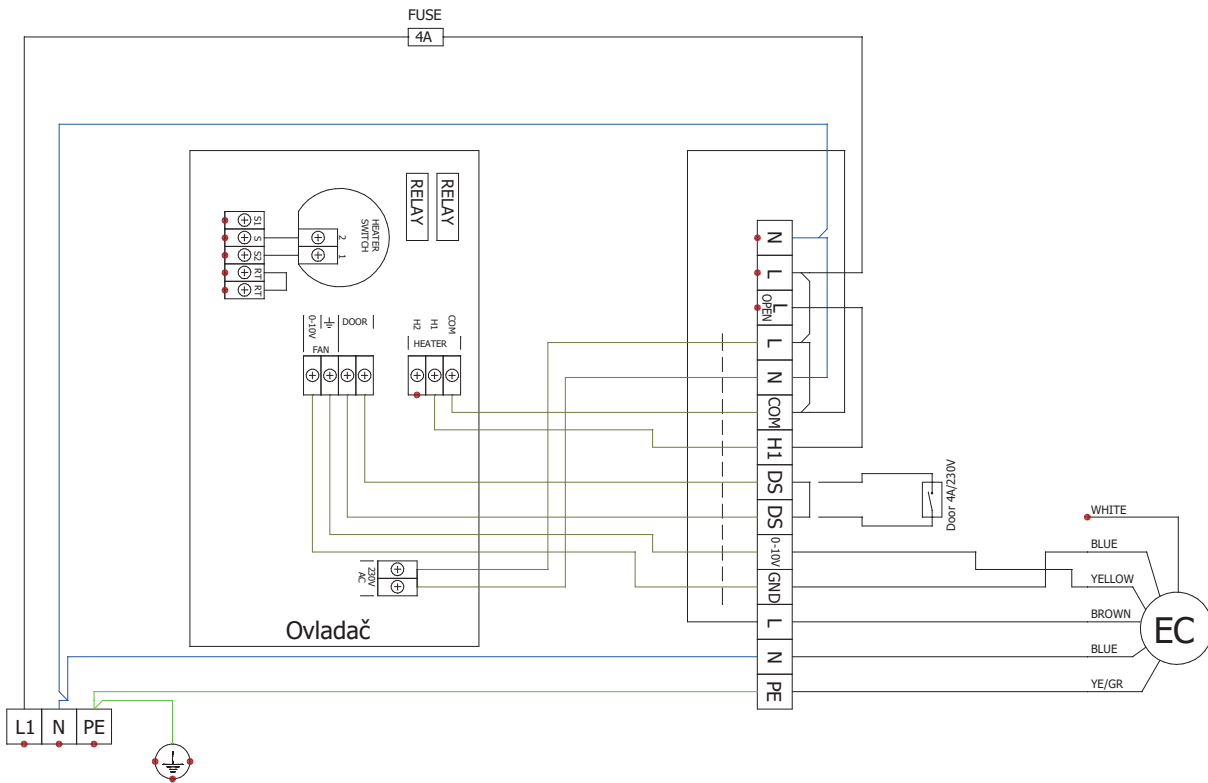 FUSE
4A
RELAY
RELAY
HEATER
SWITCH
2
1
S1
S
S2
RT
RT
0-10V
⏚
DOOR
FAN
H2
H1
COM
HEATER
230V
AC
Ovladač
N
L
L
OPEN
L
N
COM
H1
DS
DS
0-10V
GND
L
N
PE
Door 4A/230V
WHITE
BLUE
YELLOW
BROWN
BLUE
YE/GR
EC
L1
N
PE